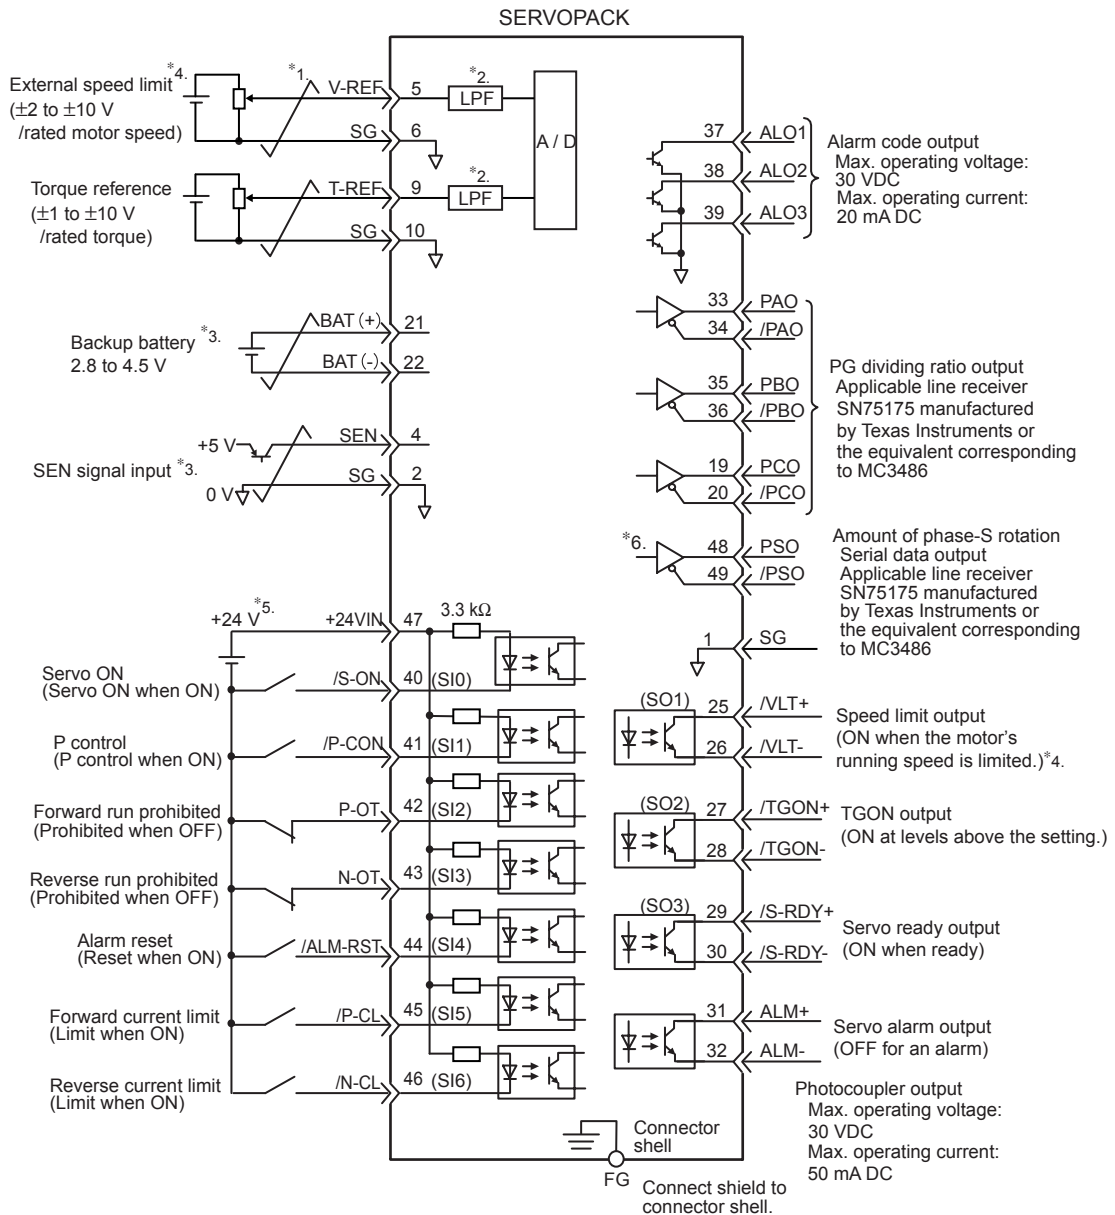 SERVOPACK
External speed limit *4.
(±2 to ±10 V
/rated motor speed)
*1.
V-REF
5
*2.
LPF
SG
6
A / D
Torque reference
(±1 to ±10 V
/rated torque)
T-REF
9
*2.
LPF
SG
10
Backup battery *3.
2.8 to 4.5 V
BAT (+)
21
BAT (-)
22
SEN signal input *3.
+5 V
SEN
4
0 V
SG
2
+24 V *5.
+24VIN
47
3.3 kΩ
Servo ON
(Servo ON when ON)
/S-ON
40 (SI0)
P control
(P control when ON)
/P-CON
41 (SI1)
Forward run prohibited
(Prohibited when OFF)
P-OT
42 (SI2)
Reverse run prohibited
(Prohibited when OFF)
N-OT
43 (SI3)
Alarm reset
(Reset when ON)
/ALM-RST
44 (SI4)
Forward current limit
(Limit when ON)
/P-CL
45 (SI5)
Reverse current limit
(Limit when ON)
/N-CL
46 (SI6)
37 ALO1
38 ALO2
39 ALO3
Alarm code output
Max. operating voltage:
30 VDC
Max. operating current:
20 mA DC
33 PAO
34 /PAO
35 PBO
36 /PBO
19 PCO
20 /PCO
PG dividing ratio output
Applicable line receiver
SN75175 manufactured
by Texas Instruments or
the equivalent corresponding
to MC3486
*6.
48 PSO
49 /PSO
Amount of phase-S rotation
Serial data output
Applicable line receiver
SN75175 manufactured
by Texas Instruments or
the equivalent corresponding
to MC3486
1 SG
(SO1)
25 /VLT+
26 /VLT-
Speed limit output
(ON when the motor's
running speed is limited.)*4.
(SO2)
27 /TGON+
28 /TGON-
TGON output
(ON at levels above the setting.)
(SO3)
29 /S-RDY+
30 /S-RDY-
Servo ready output
(ON when ready)
31 ALM+
32 ALM-
Servo alarm output
(OFF for an alarm)
Photocoupler output
Max. operating voltage:
30 VDC
Max. operating current:
50 mA DC
Connector
shell
FG
Connect shield to
connector shell.